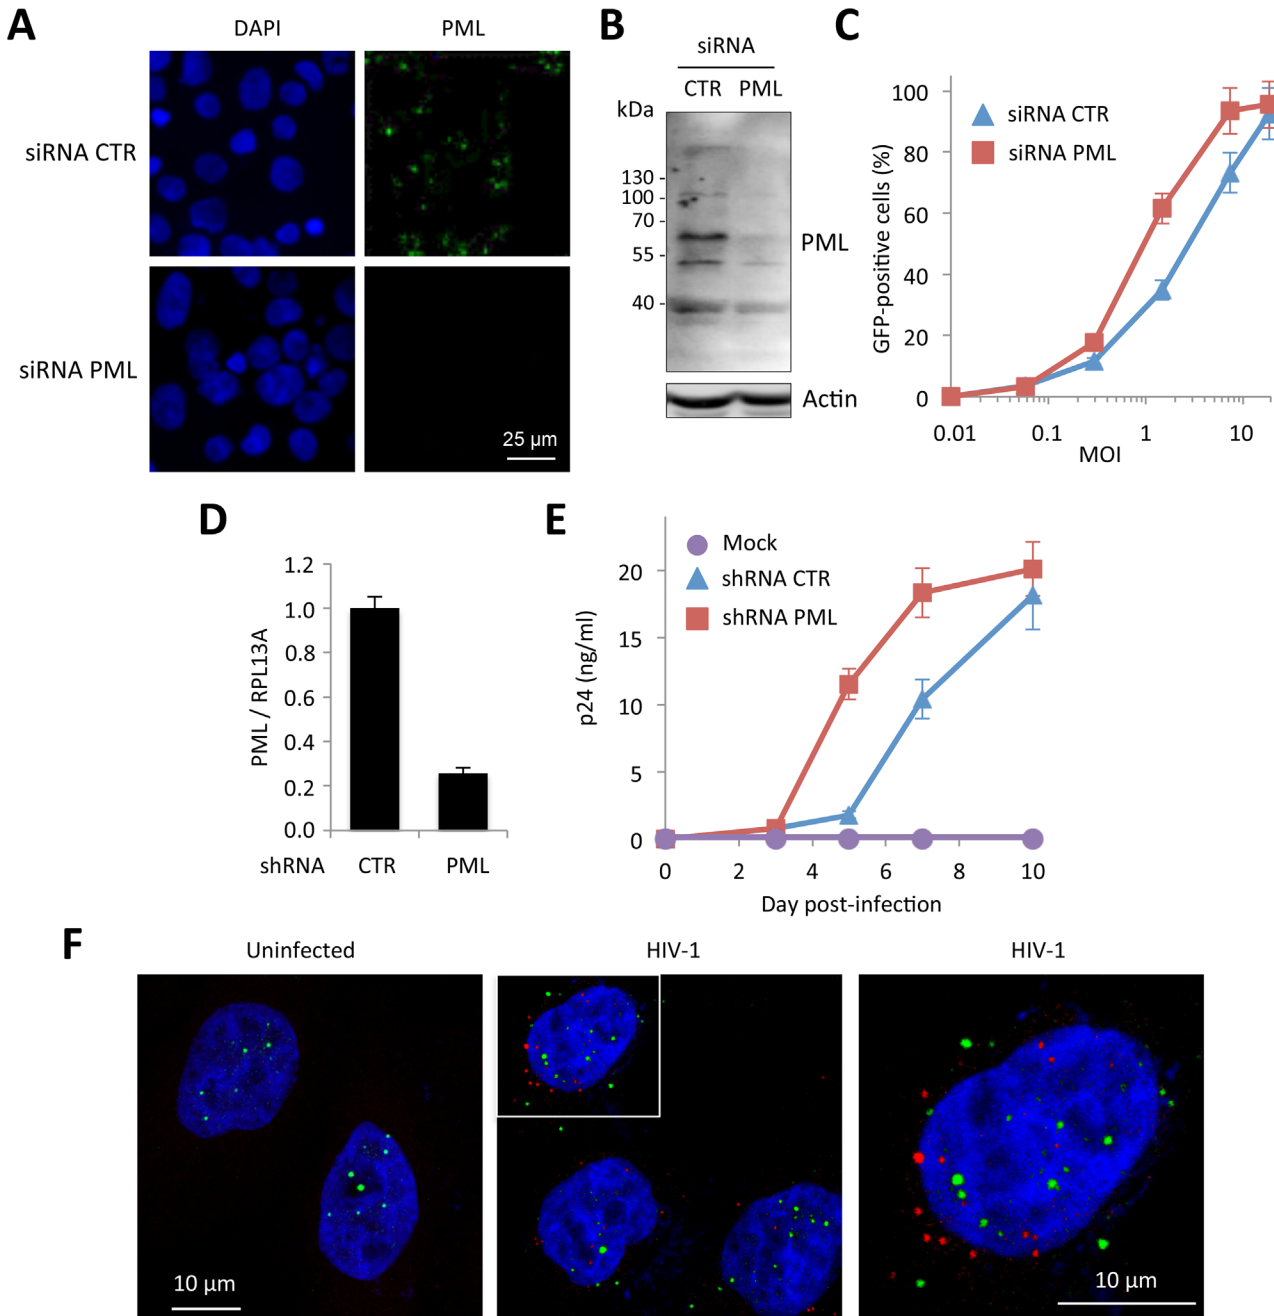 A
DAPI
PML
siRNA CTR
siRNA PML
25 µm
B
siRNA
CTR PML
kDa
130
100
70
55
40
PML
Actin
C
siRNA CTR
siRNA PML
GFP-positive cells (%)
100
80
60
40
20
0
0.01 0.1 1 10
MOI
D
PML / RPL13A
1.2
1.0
0.8
0.6
0.4
0.2
0.0
shRNA CTR PML
E
Mock
shRNA CTR
shRNA PML
p24 (ng/ml)
20
15
10
5
0
0 2 4 6 8 10
Day post-infection
F
Uninfected
HIV-1
HIV-1
10 µm
10 µm